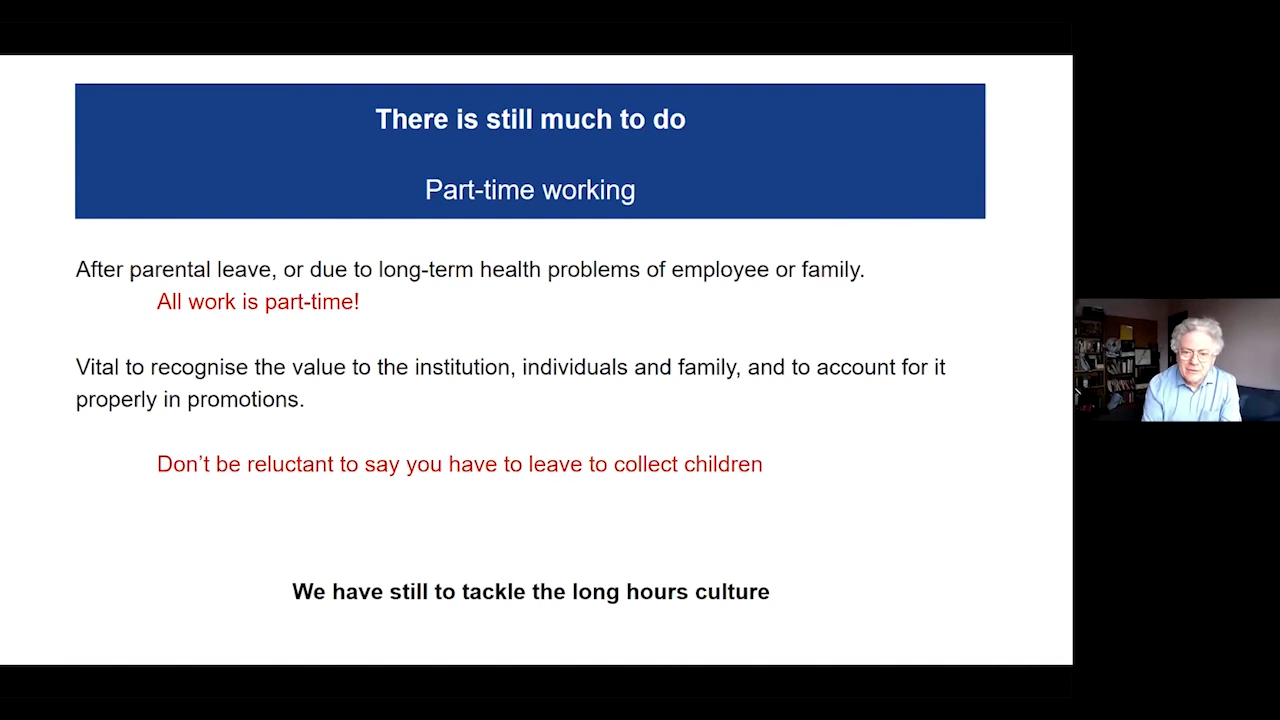 There is still much to do
Part-time working
After parental leave, or due to long-term health problems of employee or family.
All work is part-time!
Vital to recognise the value to the institution, individuals and family, and to account for it
properly in promotions.
Don’t be reluctant to say you have to leave to collect children
We have still to tackle the long hours culture